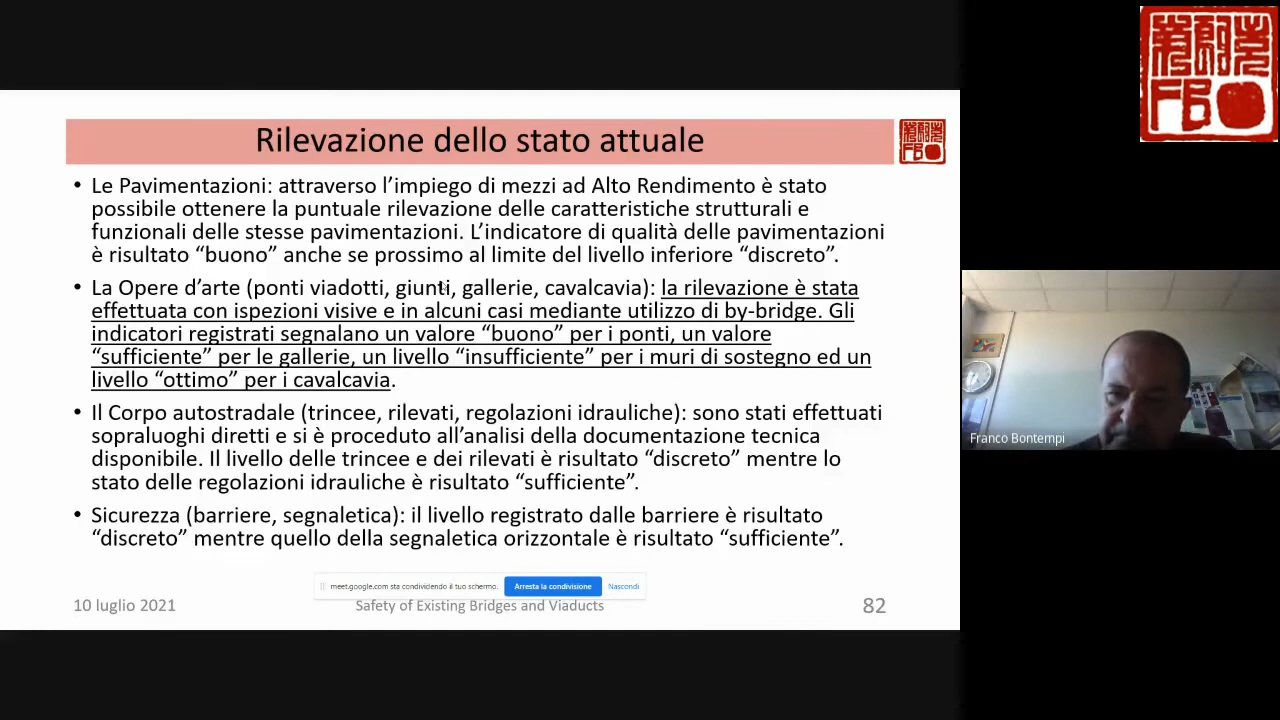 Rilevazione dello stato attuale
• Le Pavimentazioni: attraverso l’impiego di mezzi ad Alto Rendimento è stato
possibile ottenere la puntuale rilevazione delle caratteristiche strutturali e
funzionali delle stesse pavimentazioni. L’indicatore di qualità delle pavimentazioni
è risultato “buono” anche se prossimo al limite del livello inferiore “discreto”.
• La Opere d’arte (ponti viadotti, giunti, gallerie, cavalcavia): la rilevazione è stata
effettuata con ispezioni visive e in alcuni casi mediante utilizzo di by-bridge. Gli
indicatori registrati segnalano un valore “buono” per i ponti, un valore
“sufficiente” per le gallerie, un livello “insufficiente” per i muri di sostegno ed un
livello “ottimo” per i cavalcavia.
• Il Corpo autostradale (trincee, rilevati, regolazioni idrauliche): sono stati effettuati
sopraluoghi diretti e si è proceduto all’analisi della documentazione tecnica
disponibile. Il livello delle trincee e dei rilevati è risultato “discreto” mentre lo
stato delle regolazioni idrauliche è risultato “sufficiente”.
• Sicurezza (barriere, segnaletica): il livello registrato dalle barriere è risultato
“discreto” mentre quello della segnaletica orizzontale è risultato “sufficiente”.
meet.google.com sta condividendo il tuo schermo. Arresta la condivisione Nascondi
10 luglio 2021 Safety of Existing Bridges and Viaducts 82
Franco Bontempi